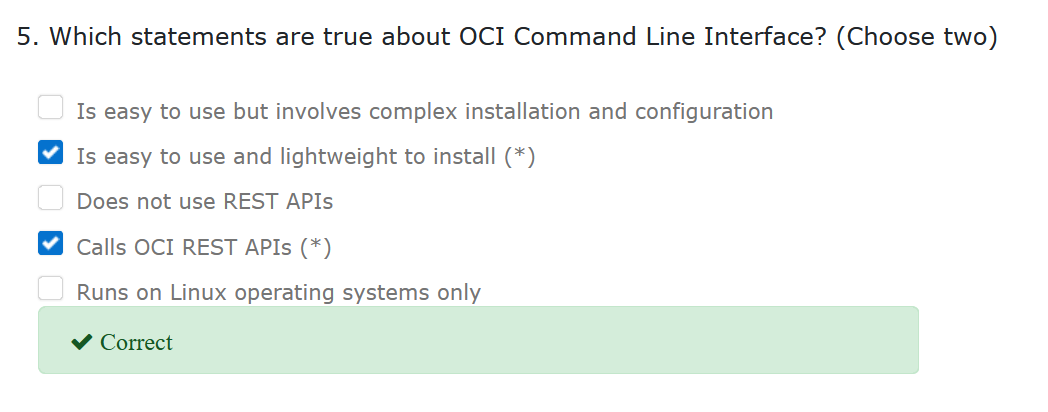 5. Which statements are true about OCI Command Line Interface? (Choose two)
Is easy to use but involves complex installation and configuration
Is easy to use and lightweight to install (*)
Does not use REST APIs
Calls OCI REST APIs (*)
Runs on Linux operating systems only
Correct